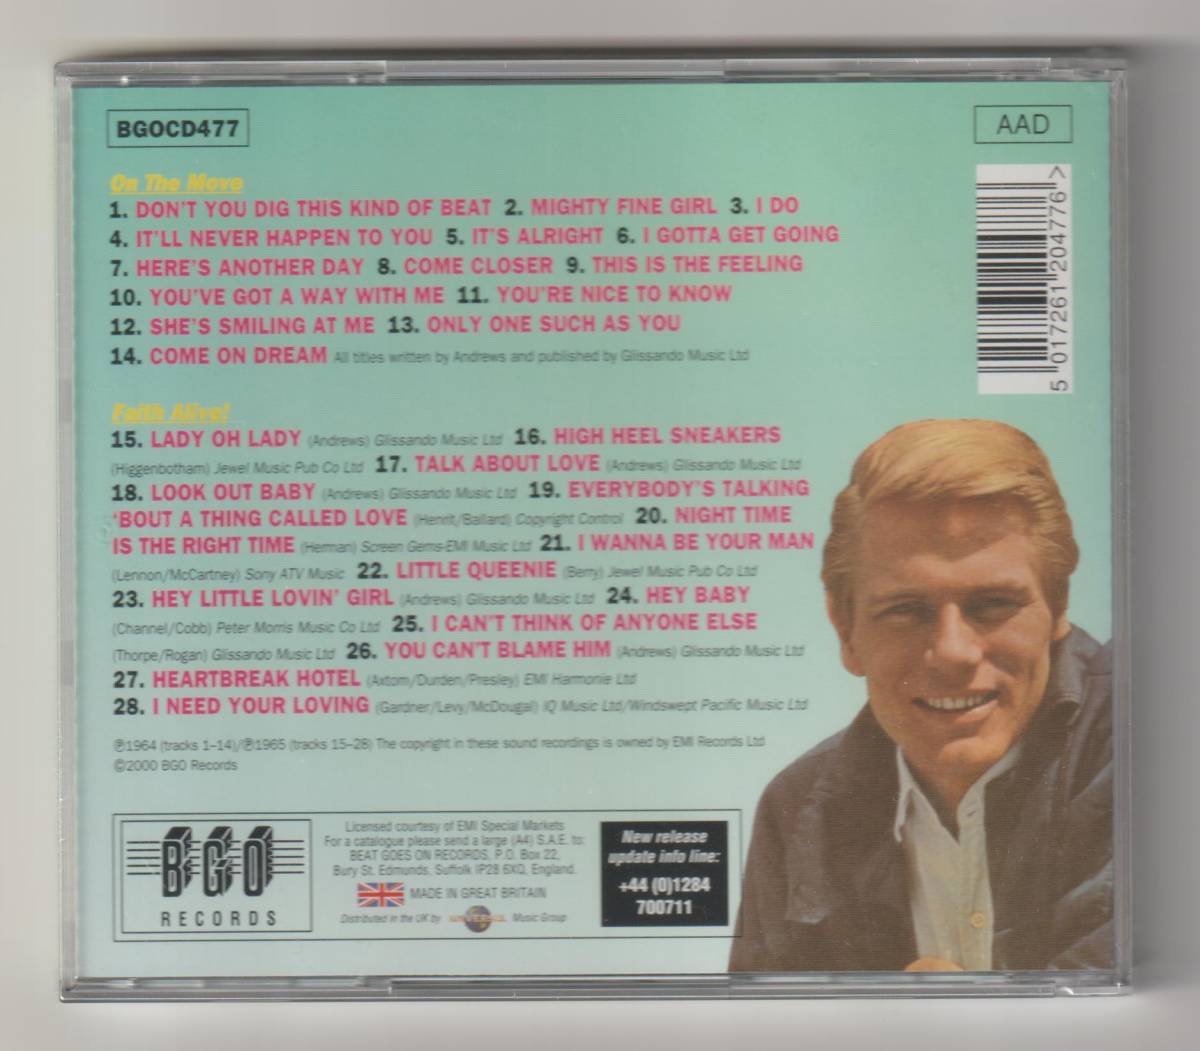 BGOCD477
AAD
On The Move
1. DON'T YOU DIG THIS KIND OF BEAT 2. MIGHTY FINE GIRL 3. I DO
4. IT'LL NEVER HAPPEN TO YOU 5. IT'S ALRIGHT 6. I GOTTA GET GOING
7. HERE'S ANOTHER DAY 8. COME CLOSER 9. THIS IS THE FEELING
10. YOU'VE GOT A WAY WITH ME 11. YOU'RE NICE TO KNOW
12. SHE'S SMILING AT ME 13. ONLY ONE SUCH AS YOU
14. COME ON DREAM All titles written by Andrews and published by Glissando Music Ltd
5 017261 204776 >
Faith Alive!
15. LADY OH LADY (Andrews) Glissando Music Ltd 16. HIGH HEEL SNEAKERS
(Higgenbotham) Jewel Music Pub Co Ltd 17. TALK ABOUT LOVE (Andrews) Glissando Music Ltd
18. LOOK OUT BABY (Andrews) Glissando Music Ltd 19. EVERYBODY'S TALKING
'BOUT A THING CALLED LOVE (Henrit/Ballard) Copyright Control 20. NIGHT TIME
IS THE RIGHT TIME (Herman) Screen Gems-EMI Music Ltd 21. I WANNA BE YOUR MAN
(Lennon/McCartney) Sony ATV Music 22. LITTLE QUEENIE (Berry) Jewel Music Pub Co Ltd
23. HEY LITTLE LOVIN' GIRL (Andrews) Glissando Music Ltd 24. HEY BABY
(Channel/Cobb) Peter Morris Music Co Ltd 25. I CAN'T THINK OF ANYONE ELSE
(Thorpe/Rogan) Glissando Music Ltd 26. YOU CAN'T BLAME HIM (Andrews) Glissando Music Ltd
27. HEARTBREAK HOTEL (Axtom/Durden/Presley) EMI Harmonie Ltd
28. I NEED YOUR LOVING (Gardner/Levy/McDougal) IQ Music Ltd/Windswept Pacific Music Ltd
℗1964 (tracks 1-14)/℗1965 (tracks 15-28) The copyright in these sound recordings is owned by EMI Records Ltd
©2000 BGO Records
BGO
RECORDS
Licensed courtesy of EMI Special Markets
For a catalogue please send a large (A4) S.A.E. to:
BEAT GOES ON RECORDS, P.O. Box 22,
Bury St. Edmunds, Suffolk IP28 6XQ, England.
MADE IN GREAT BRITAIN
Distributed in the UK by UNIVERSAL Music Group
New release
update info line:
+44 (0)1284
700711